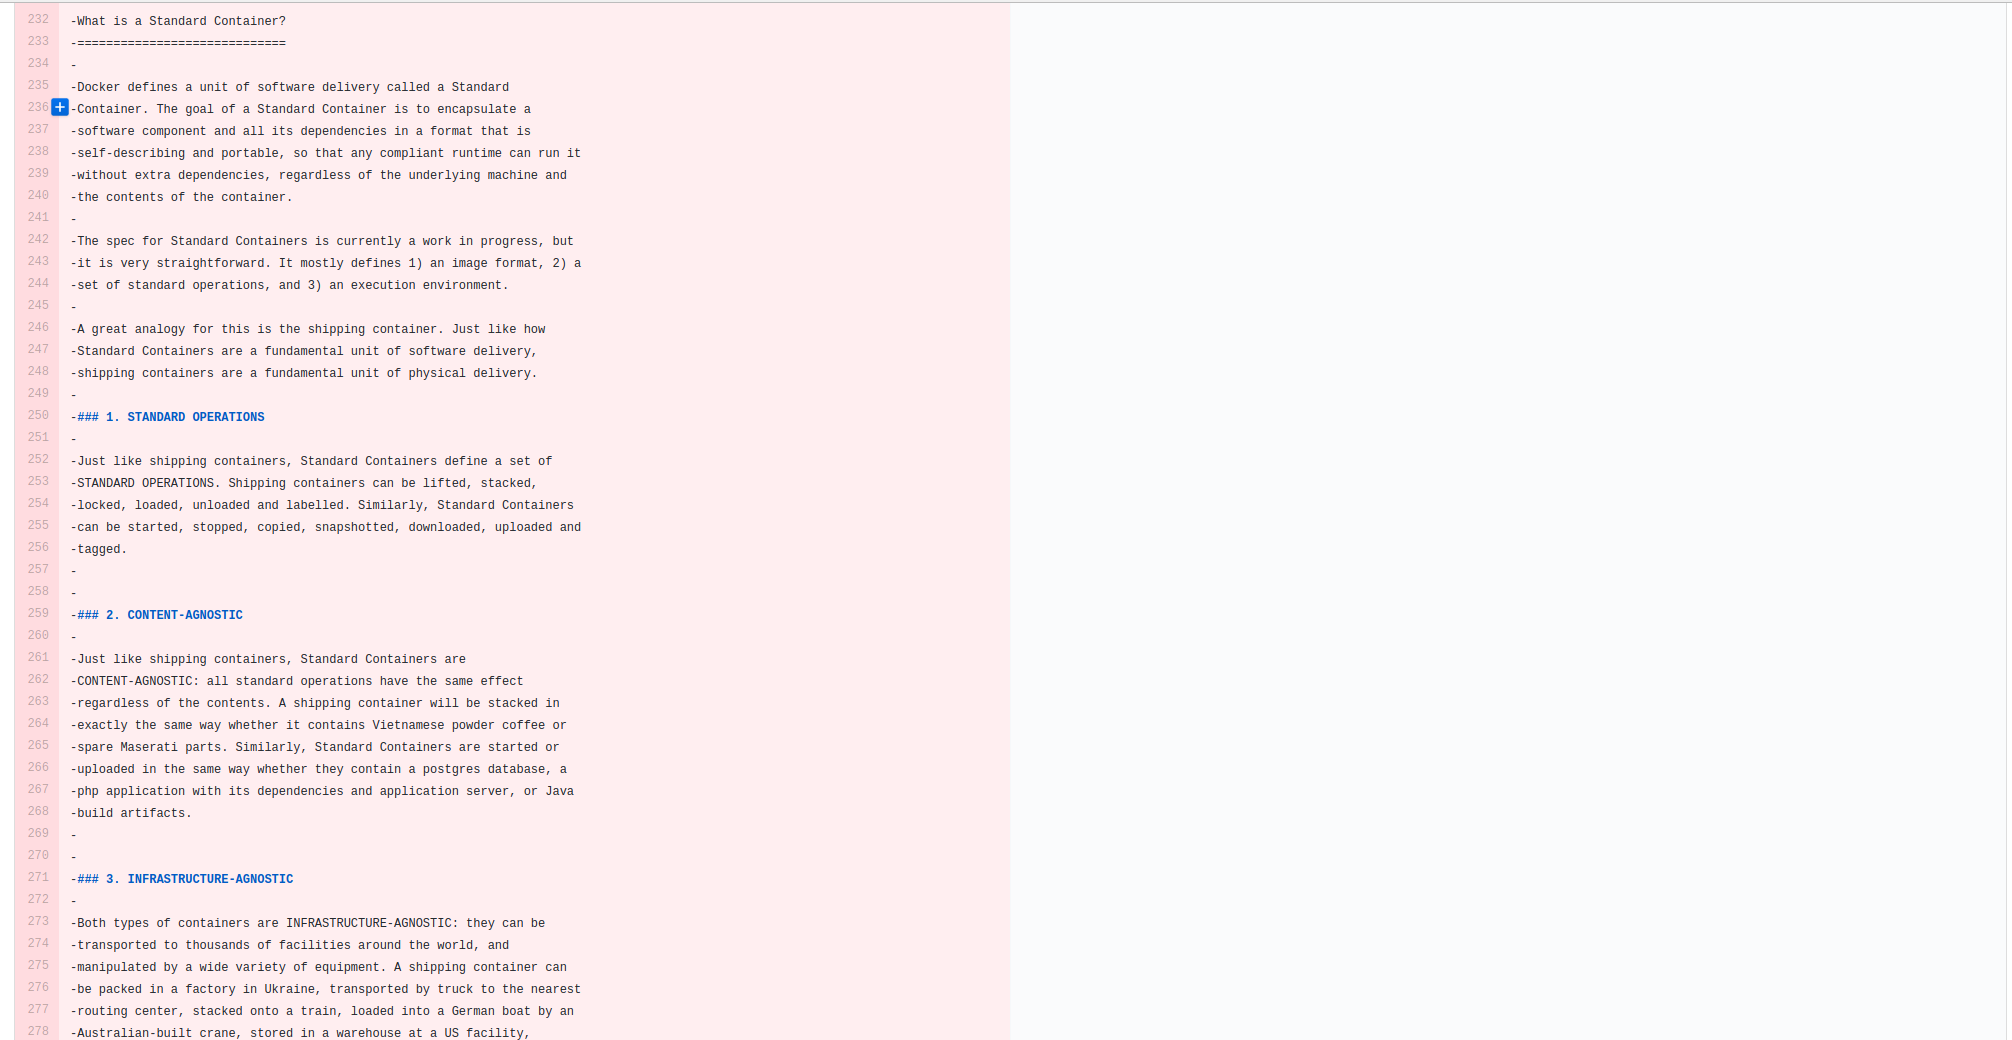 232 -What is a Standard Container?
233 -=============================
234 -
235 -Docker defines a unit of software delivery called a Standard
236 + -Container. The goal of a Standard Container is to encapsulate a
237 -software component and all its dependencies in a format that is
238 -self-describing and portable, so that any compliant runtime can run it
239 -without extra dependencies, regardless of the underlying machine and
240 -the contents of the container.
241 -
242 -The spec for Standard Containers is currently a work in progress, but
243 -it is very straightforward. It mostly defines 1) an image format, 2) a
244 -set of standard operations, and 3) an execution environment.
245 -
246 -A great analogy for this is the shipping container. Just like how
247 -Standard Containers are a fundamental unit of software delivery,
248 -shipping containers are a fundamental unit of physical delivery.
249 -
250 -### 1. STANDARD OPERATIONS
251 -
252 -Just like shipping containers, Standard Containers define a set of
253 -STANDARD OPERATIONS. Shipping containers can be lifted, stacked,
254 -locked, loaded, unloaded and labelled. Similarly, Standard Containers
255 -can be started, stopped, copied, snapshotted, downloaded, uploaded and
256 -tagged.
257 -
258 -
259 -### 2. CONTENT-AGNOSTIC
260 -
261 -Just like shipping containers, Standard Containers are
262 -CONTENT-AGNOSTIC: all standard operations have the same effect
263 -regardless of the contents. A shipping container will be stacked in
264 -exactly the same way whether it contains Vietnamese powder coffee or
265 -spare Maserati parts. Similarly, Standard Containers are started or
266 -uploaded in the same way whether they contain a postgres database, a
267 -php application with its dependencies and application server, or Java
268 -build artifacts.
269 -
270 -
271 -### 3. INFRASTRUCTURE-AGNOSTIC
272 -
273 -Both types of containers are INFRASTRUCTURE-AGNOSTIC: they can be
274 -transported to thousands of facilities around the world, and
275 -manipulated by a wide variety of equipment. A shipping container can
276 -be packed in a factory in Ukraine, transported by truck to the nearest
277 -routing center, stacked onto a train, loaded into a German boat by an
278 -Australian-built crane, stored in a warehouse at a US facility,